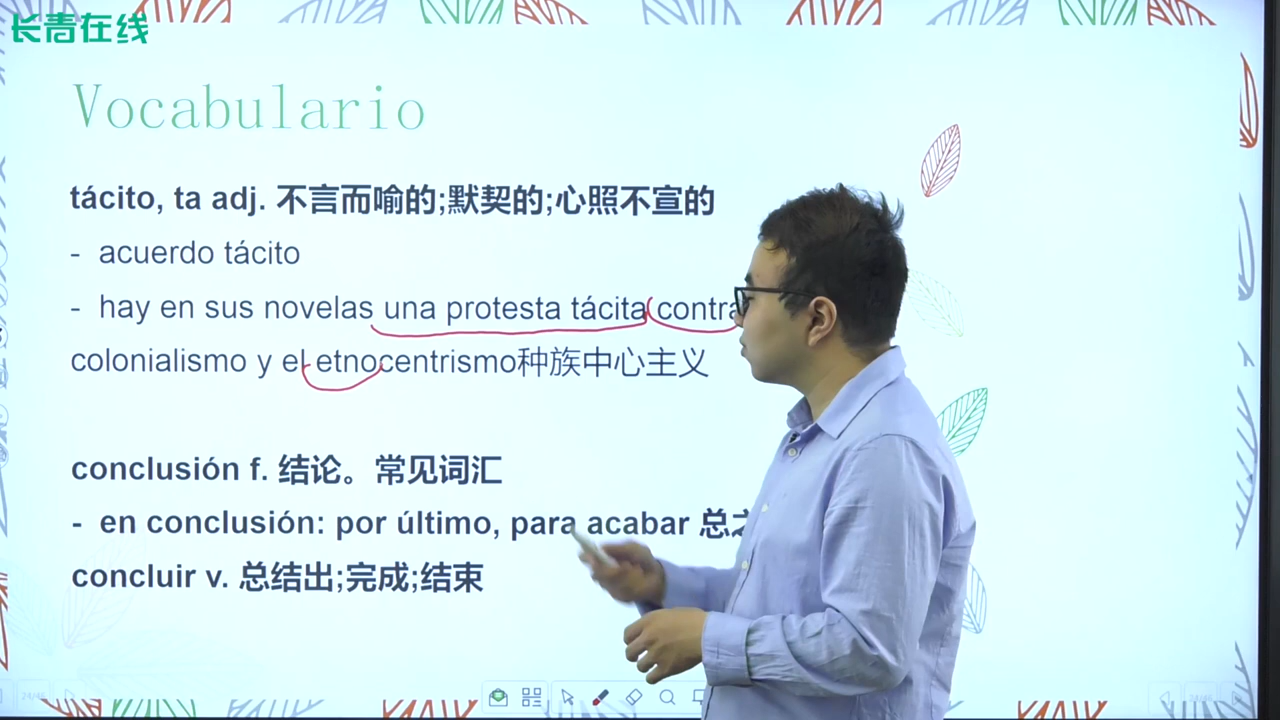 长青在线
Vocabulario
tácito, ta adj. 不言而喻的;默契的;心照不宣的
- acuerdo tácito
- hay en sus novelas una protesta tácita contra
colonialismo y el etnocentrismo种族中心主义
conclusión f. 结论。常见词汇
- en conclusión: por último, para acabar 总之
concluir v. 总结出;完成;结束